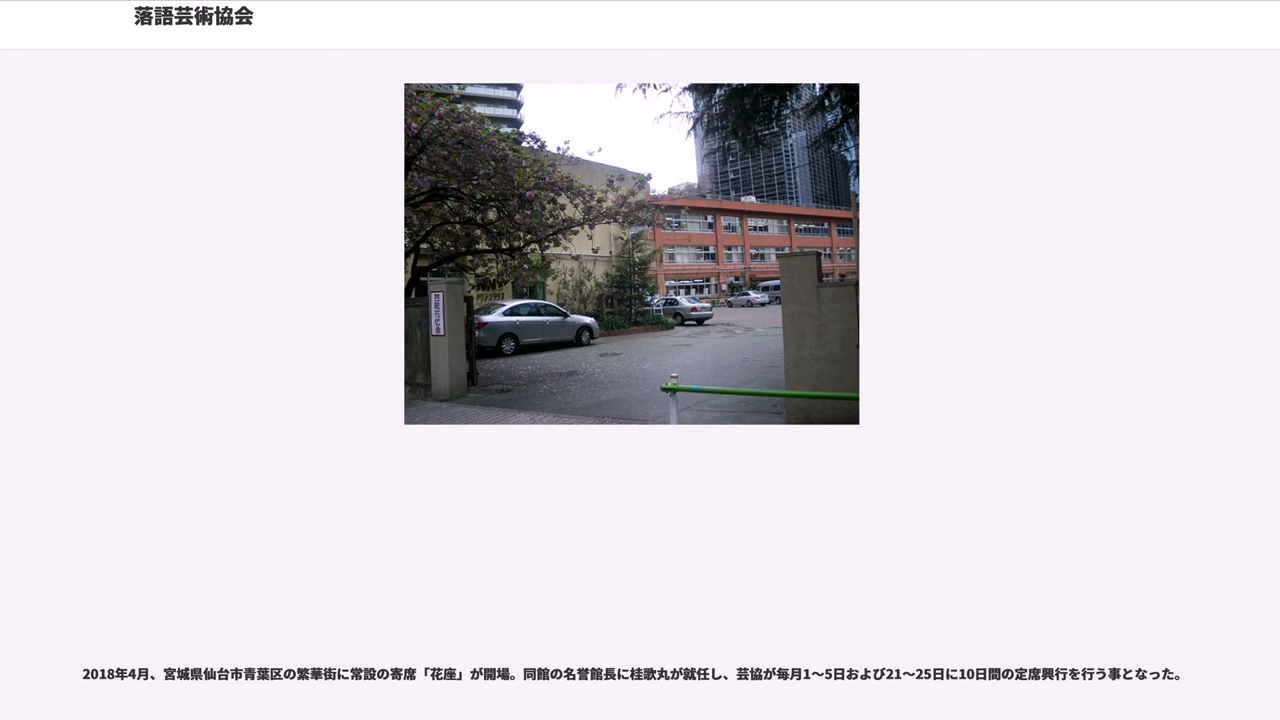 落語芸術協会
2018年4月、宮城県仙台市青葉区の繁華街に常設の寄席「花座」が開場。同館の名誉館長に桂歌丸が就任し、芸協が毎月1〜5日および21〜25日に10日間の定席興行を行う事となった。